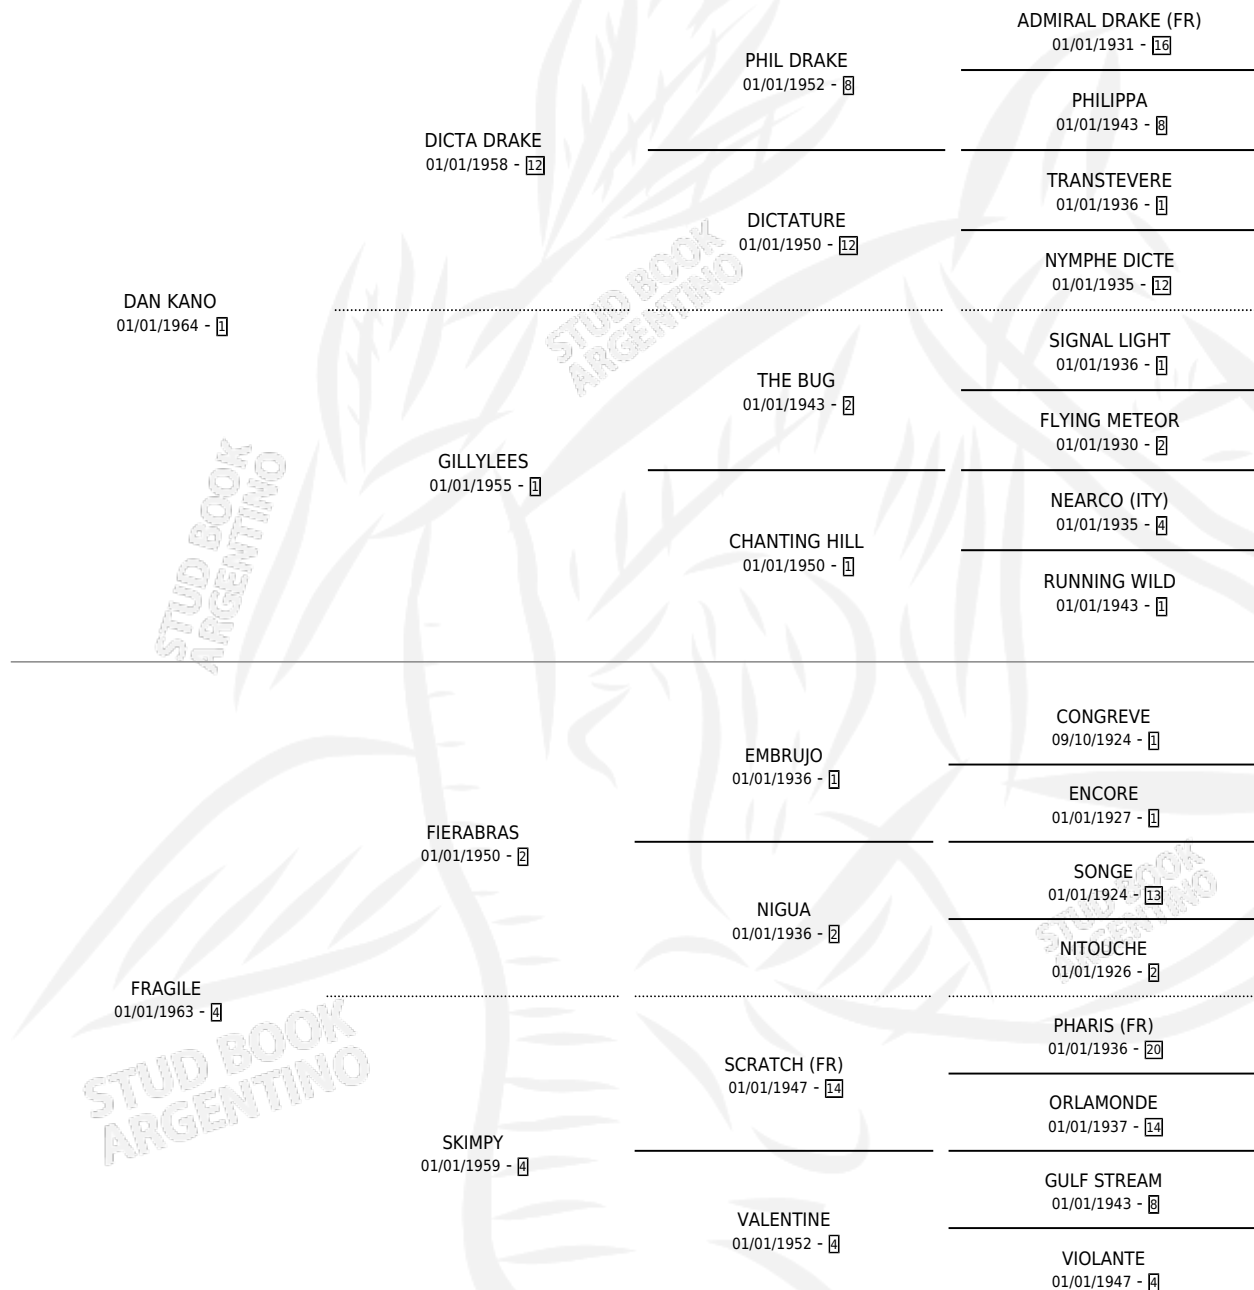 ADMIRAL DRAKE (FR)
01/01/1931 - 16
PHIL DRAKE
01/01/1952 - 8
PHILIPPA
01/01/1943 - 8
DICTA DRAKE
01/01/1958 - 12
TRANSTEVERE
01/01/1936 - 1
DICTATURE
01/01/1950 - 12
NYMPHE DICTE
01/01/1935 - 12
DAN KANO
01/01/1964 - 1
SIGNAL LIGHT
01/01/1936 - 1
THE BUG
01/01/1943 - 2
FLYING METEOR
01/01/1930 - 2
GILLYLEES
01/01/1955 - 1
NEARCO (ITY)
01/01/1935 - 4
CHANTING HILL
01/01/1950 - 1
RUNNING WILD
01/01/1943 - 1
CONGREVE
09/10/1924 - 1
EMBRUJO
01/01/1936 - 1
ENCORE
01/01/1927 - 1
FIERABRAS
01/01/1950 - 2
SONGE
01/01/1924 - 13
NIGUA
01/01/1936 - 2
NITOUCHE
01/01/1926 - 2
FRAGILE
01/01/1963 - 4
PHARIS (FR)
01/01/1936 - 20
SCRATCH (FR)
01/01/1947 - 14
ORLAMONDE
01/01/1937 - 14
SKIMPY
01/01/1959 - 4
GULF STREAM
01/01/1943 - 8
VALENTINE
01/01/1952 - 4
VIOLANTE
01/01/1947 - 4
STUD BOOK
ARGENTINO
STUD BOOK
ARGENTINO
STUD BOOK
ARGENTINO
STUD BOOK
ARGENTINO